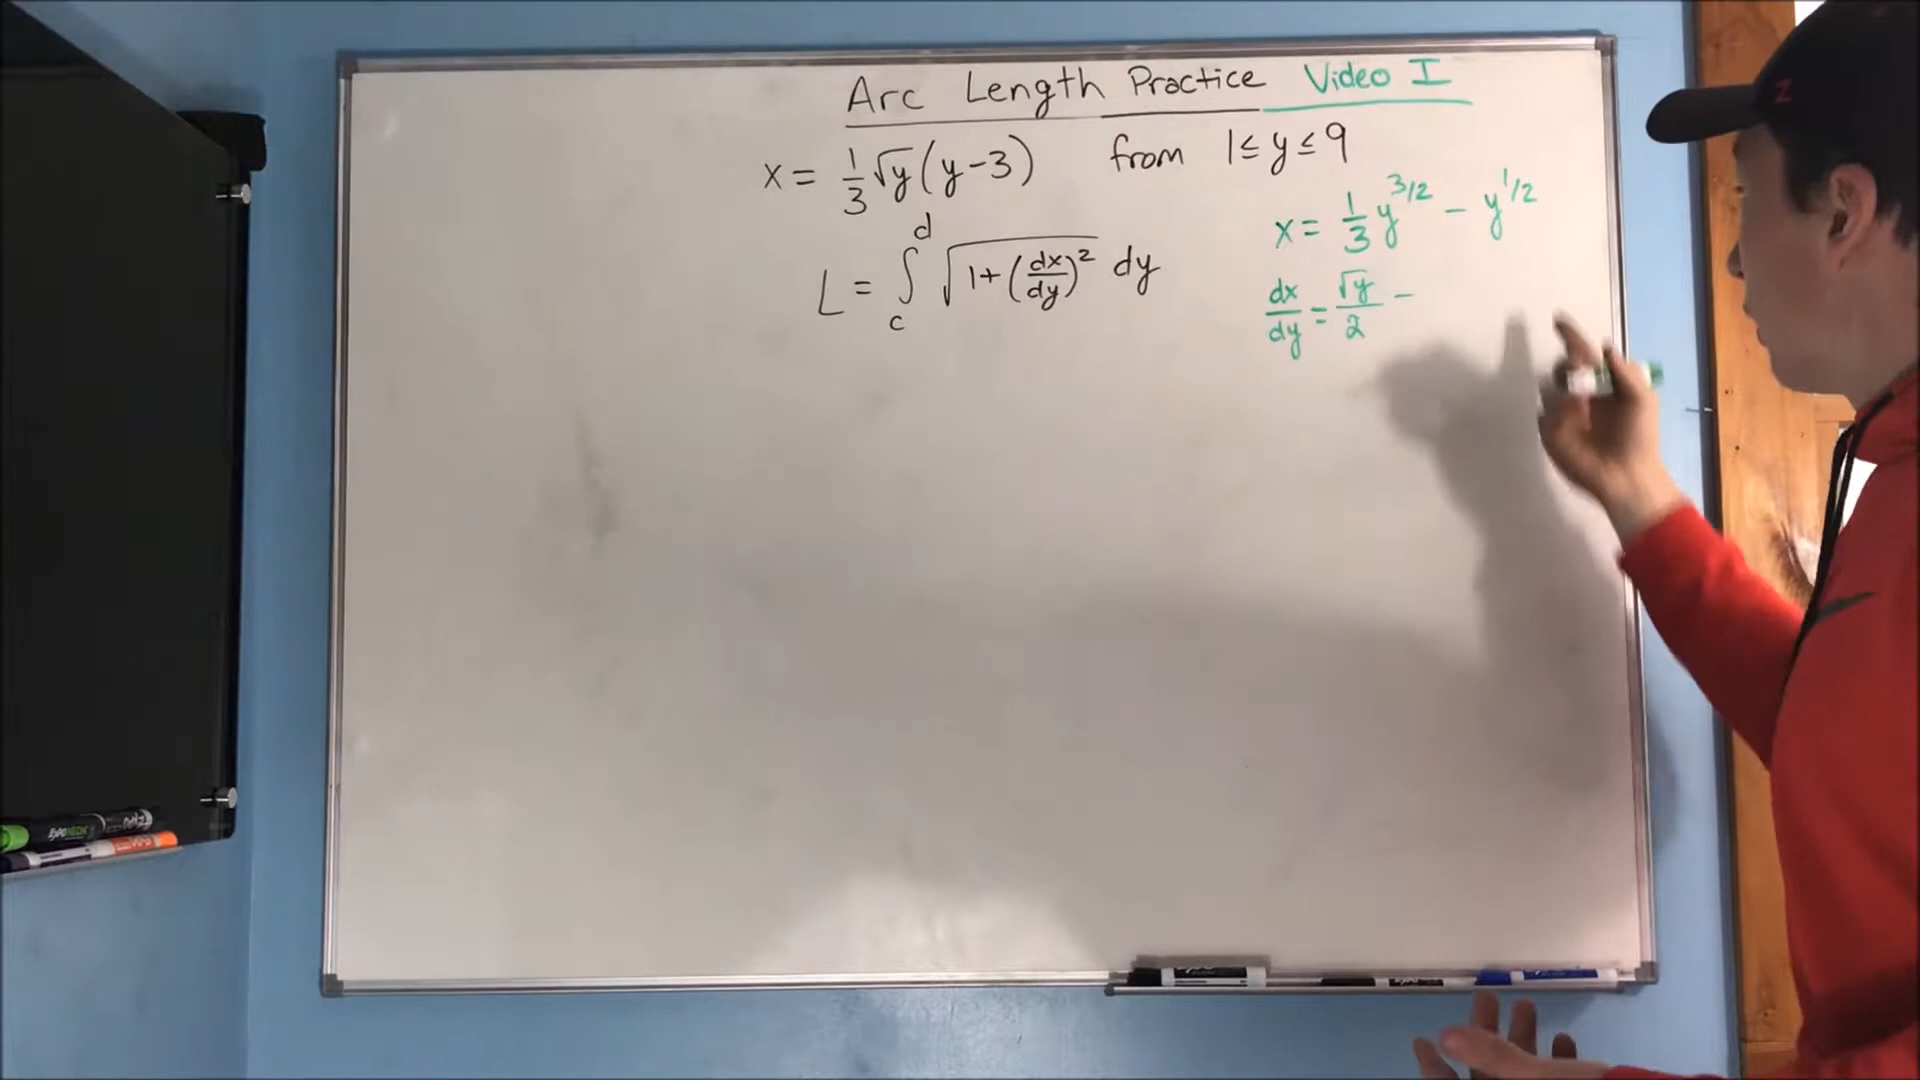 Arc Length Practice Video I
x = 1/3 √y (y-3) from 1 ≤ y ≤ 9
x = 1/3 y^3/2 - y^1/2
L = ∫_c^d √(1+(dx/dy)²) dy
dx/dy = √y/2 -